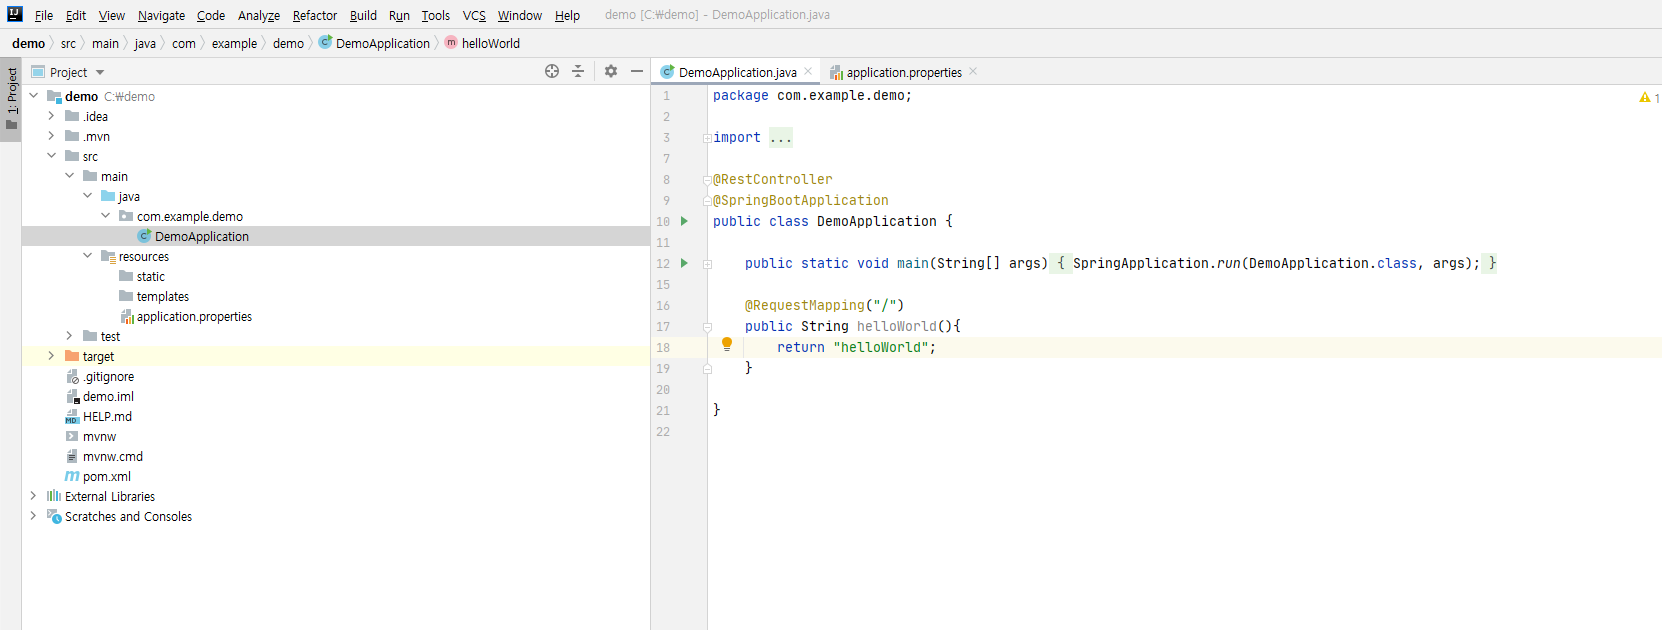 File Edit View Navigate Code Analyze Refactor Build Run Tools VCS Window Help demo [C:₩demo] - DemoApplication.java
demo src main java com example demo DemoApplication helloWorld
1: Project
Project
demo C:₩demo
.idea
.mvn
src
main
java
com.example.demo
DemoApplication
resources
static
templates
application.properties
test
target
.gitignore
demo.iml
HELP.md
mvnw
mvnw.cmd
pom.xml
External Libraries
Scratches and Consoles
DemoApplication.java application.properties
1 package com.example.demo; 1
2
3 import ...
7
8 @RestController
9 @SpringBootApplication
10 public class DemoApplication {
11
12 public static void main(String[] args) { SpringApplication.run(DemoApplication.class, args); }
15
16 @RequestMapping("/")
17 public String helloWorld(){
18 return "helloWorld";
19 }
20
21 }
22